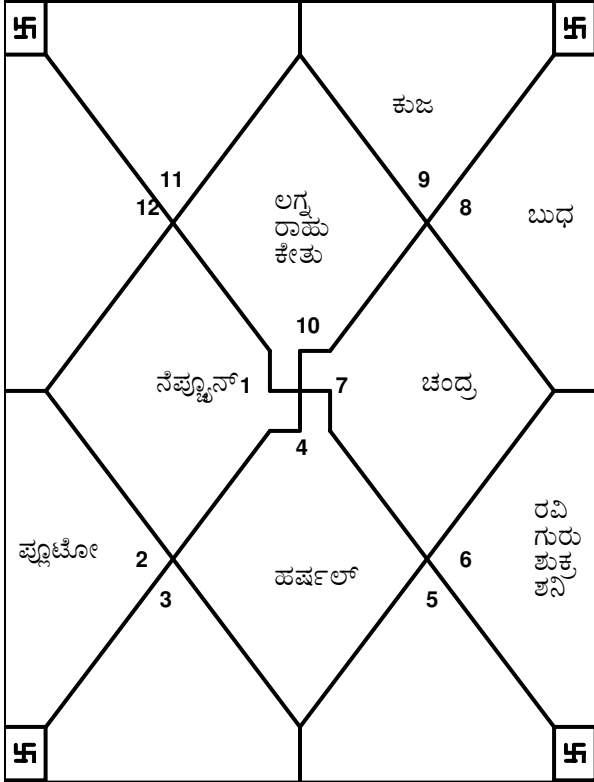 ಕುಜ
11
9
12
8
ಲಗ್ನ
ರಾಹು
ಕೇತು
ಬುಧ
10
ನೆಪ್ಚ್ಯೂನ್
1
7
ಚಂದ್ರ
4
ರವಿ
ಗುರು
ಶುಕ್ರ
ಶನಿ
ಪ್ಲೂಟೋ
2
6
ಹರ್ಷಲ್
3
5